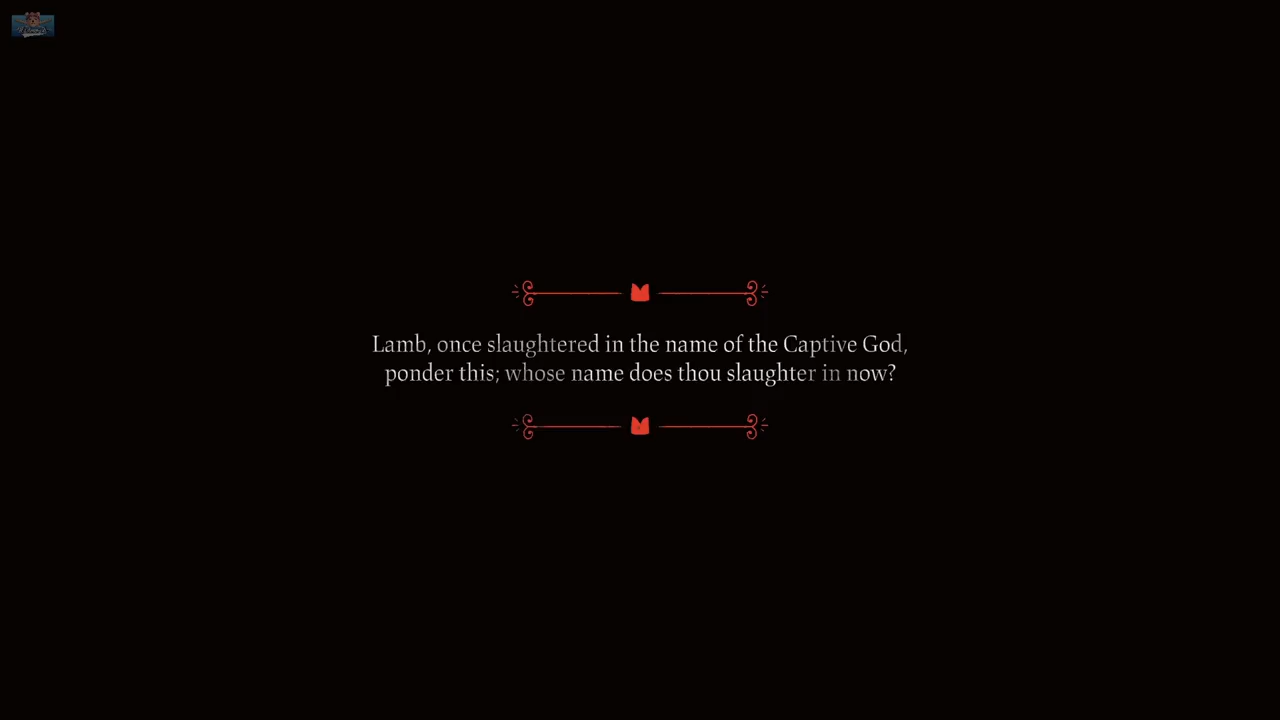 Lamb, once slaughtered in the name of the Captive God,
ponder this; whose name does thou slaughter in now?